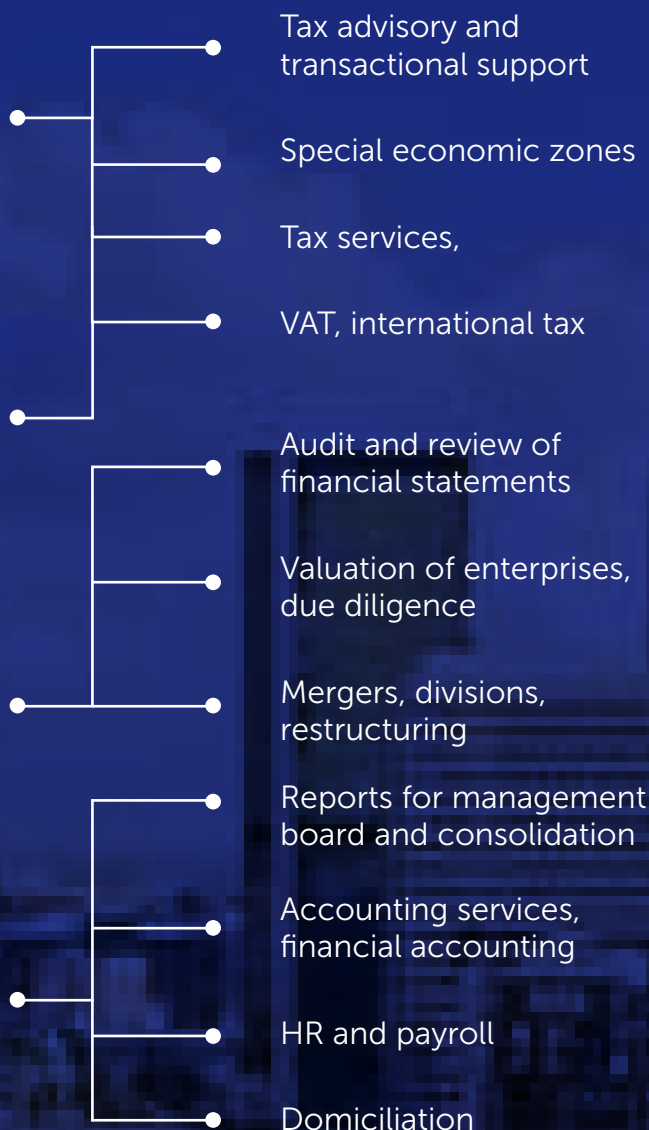 Tax advisory and
transactional support
Special economic zones
Tax services,
VAT, international tax
Audit and review of
financial statements
Valuation of enterprises,
due diligence
Mergers, divisions,
restructuring
Reports for management
board and consolidation
Accounting services,
financial accounting
HR and payroll
Domiciliation